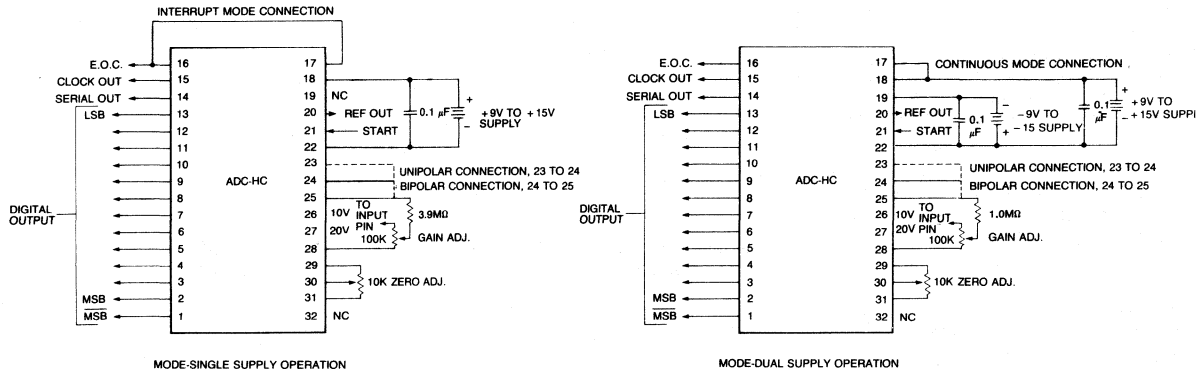 INTERRUPT MODE CONNECTION
E.O.C. 16 17
CLOCK OUT 15 18
SERIAL OUT 14 19 NC
LSB 13 20 REF OUT 0.1 μF + +9V TO +15V
- SUPPLY
12 21 START
11 22
10 23 UNIPOLAR CONNECTION, 23 TO 24
9 ADC-HC 24 BIPOLAR CONNECTION, 24 TO 25
8 25
DIGITAL OUTPUT
7 26 10V TO INPUT PIN 3.9MΩ
6 27 20V 100K GAIN ADJ.
5 28
4 29
3 30 10K ZERO ADJ.
MSB 2 31
MSB 1 32 NC
MODE-SINGLE SUPPLY OPERATION
E.O.C. 16 17 CONTINUOUS MODE CONNECTION
CLOCK OUT 15 18
SERIAL OUT 14 19
LSB 13 20 REF OUT 0.1 μF - -9V TO 0.1 μF + +9V TO
+ -15 SUPPLY - +15V SUPPI
12 21 START
11 22
10 23 UNIPOLAR CONNECTION, 23 TO 24
9 ADC-HC 24 BIPOLAR CONNECTION, 24 TO 25
8 25
DIGITAL OUTPUT
7 26 10V TO INPUT PIN 1.0MΩ
6 27 20V 100K GAIN ADJ.
5 28
4 29
3 30 10K ZERO ADJ.
MSB 2 31
MSB 1 32 NC
MODE-DUAL SUPPLY OPERATION